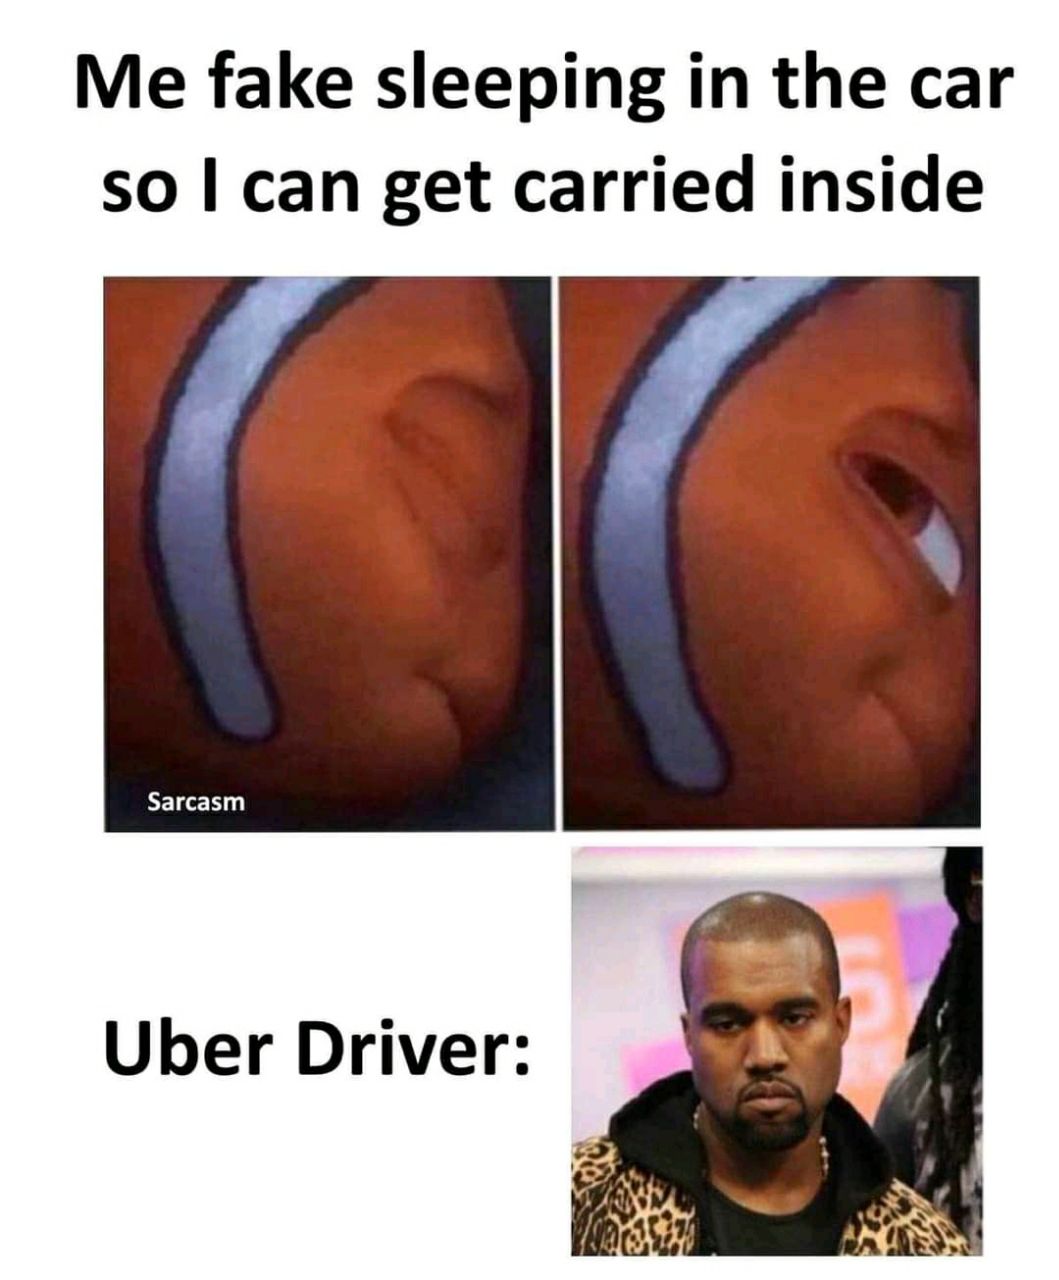 Me fake sleeping in the car
so I can get carried inside
Sarcasm
Uber Driver: